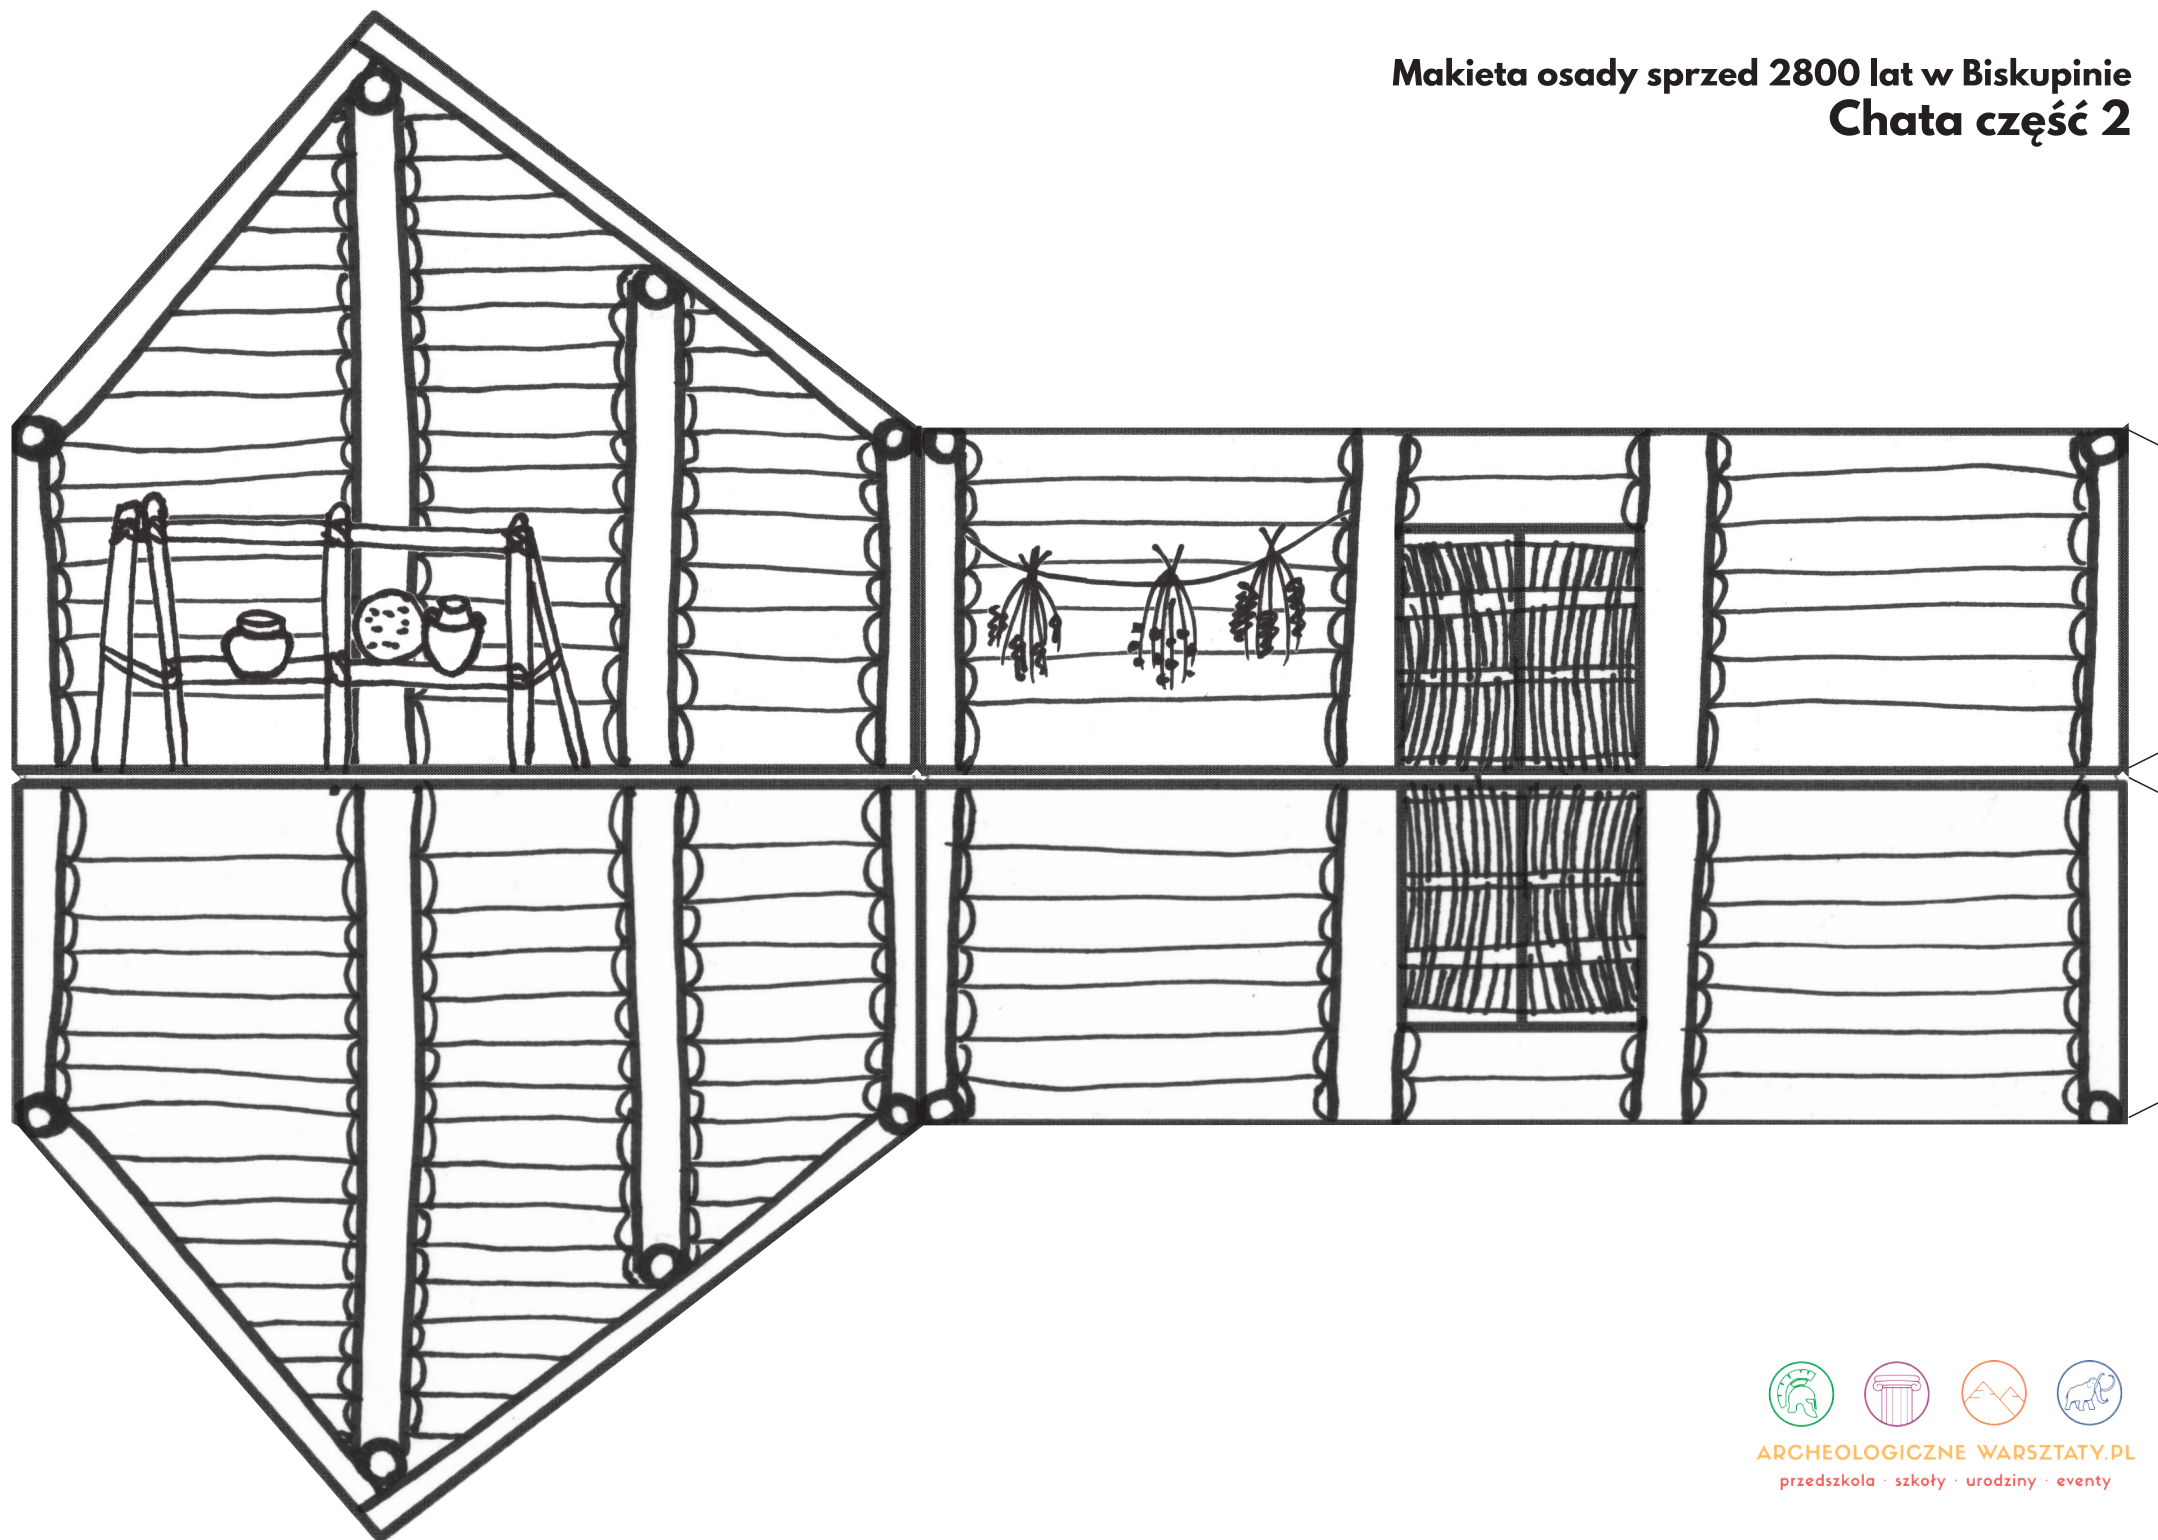 Makieta osady sprzed 2800 lat w Biskupinie
Chata część 2
ARCHEOLOGICZNE WARSZTATY.PL
przedszkola · szkoły · urodziny · eventy